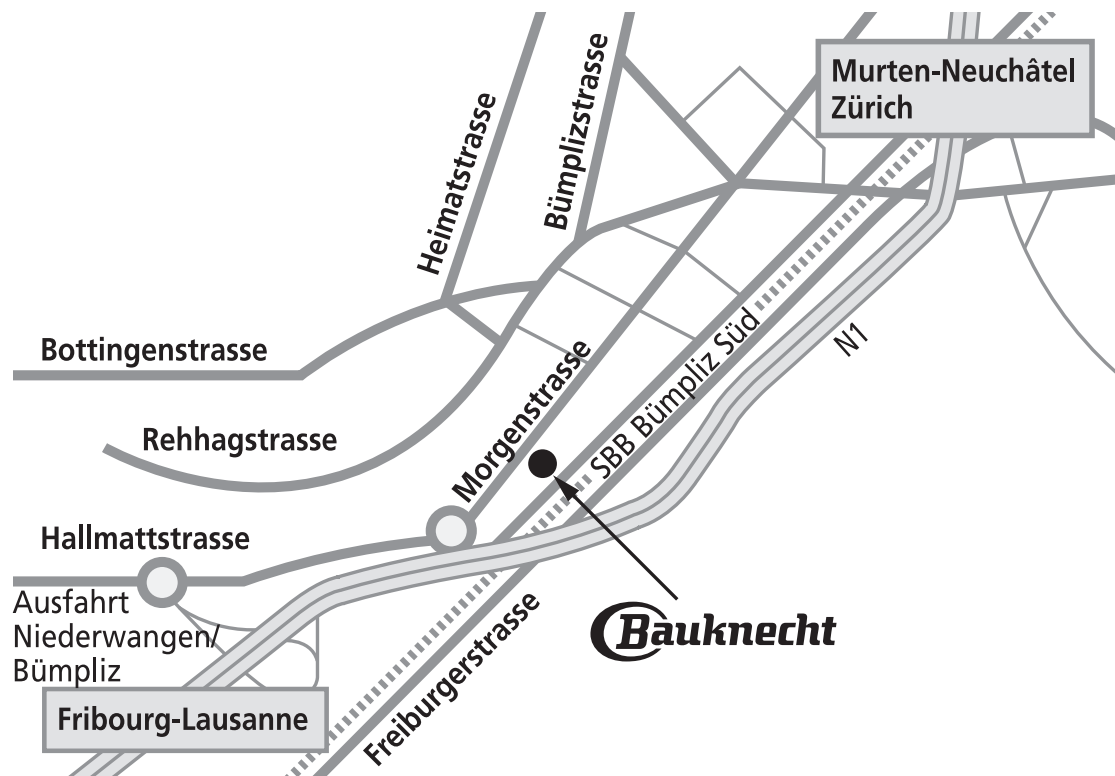 Murten-Neuchâtel
Zürich
Heimatstrasse
Bümplizstrasse
Bottingenstrasse
Rehhagstrasse
Morgenstrasse
SBB Bümpliz Süd
N1
Hallmattstrasse
Ausfahrt
Niederwangen/
Bümpliz
Bauknecht
Freiburgerstrasse
Fribourg-Lausanne